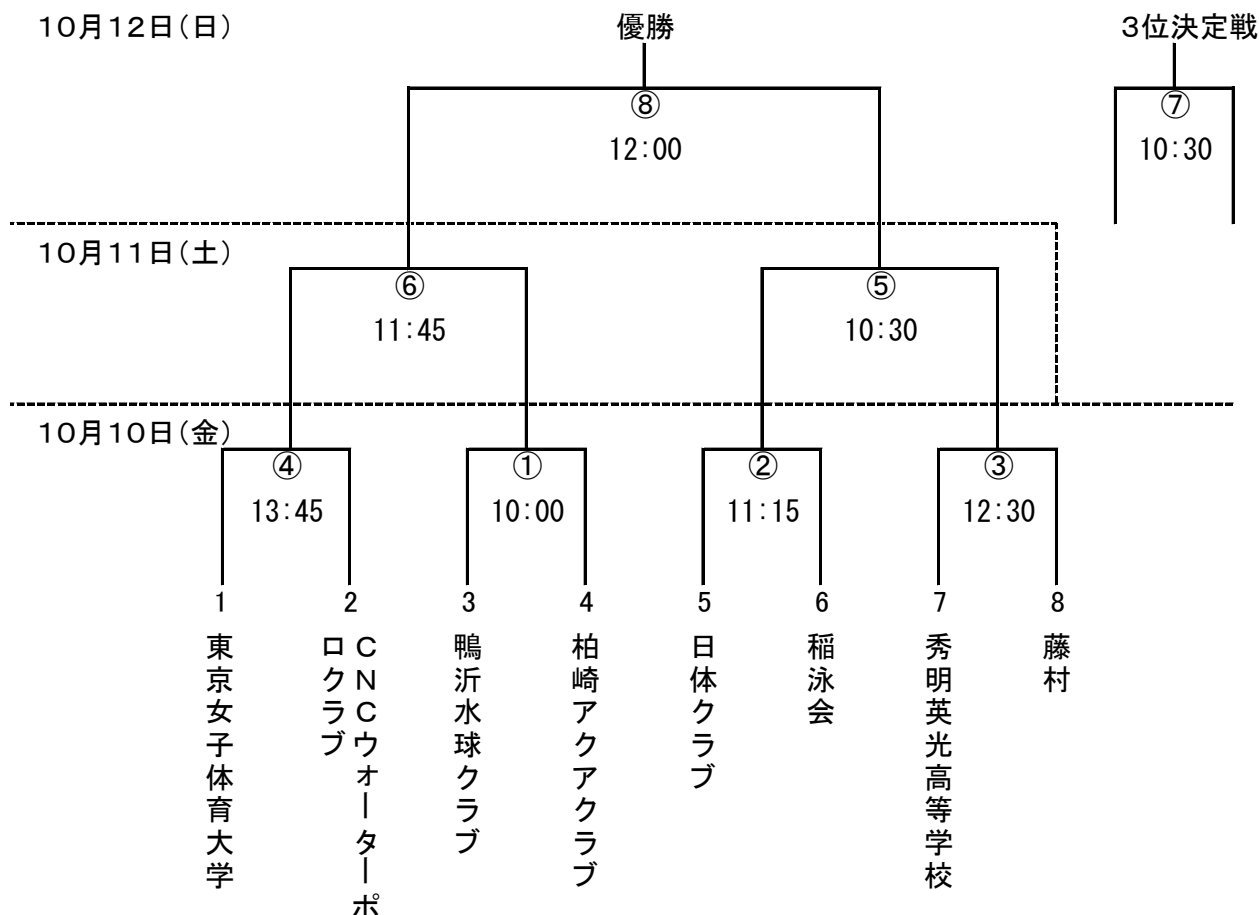 10月12日(日)
優勝
3位決定戦
⑧
12:00
⑦
10:30
10月11日(土)
⑥
11:45
⑤
10:30
10月10日(金)
④
13:45
①
10:00
②
11:15
③
12:30
1
2
3
4
5
6
7
8
東京女子体育大学
CNCウォーターポ
ロクラブ
鴨沂水球クラブ
柏崎アクアクラブ
日体クラブ
稲泳会
秀明英光高等学校
藤村